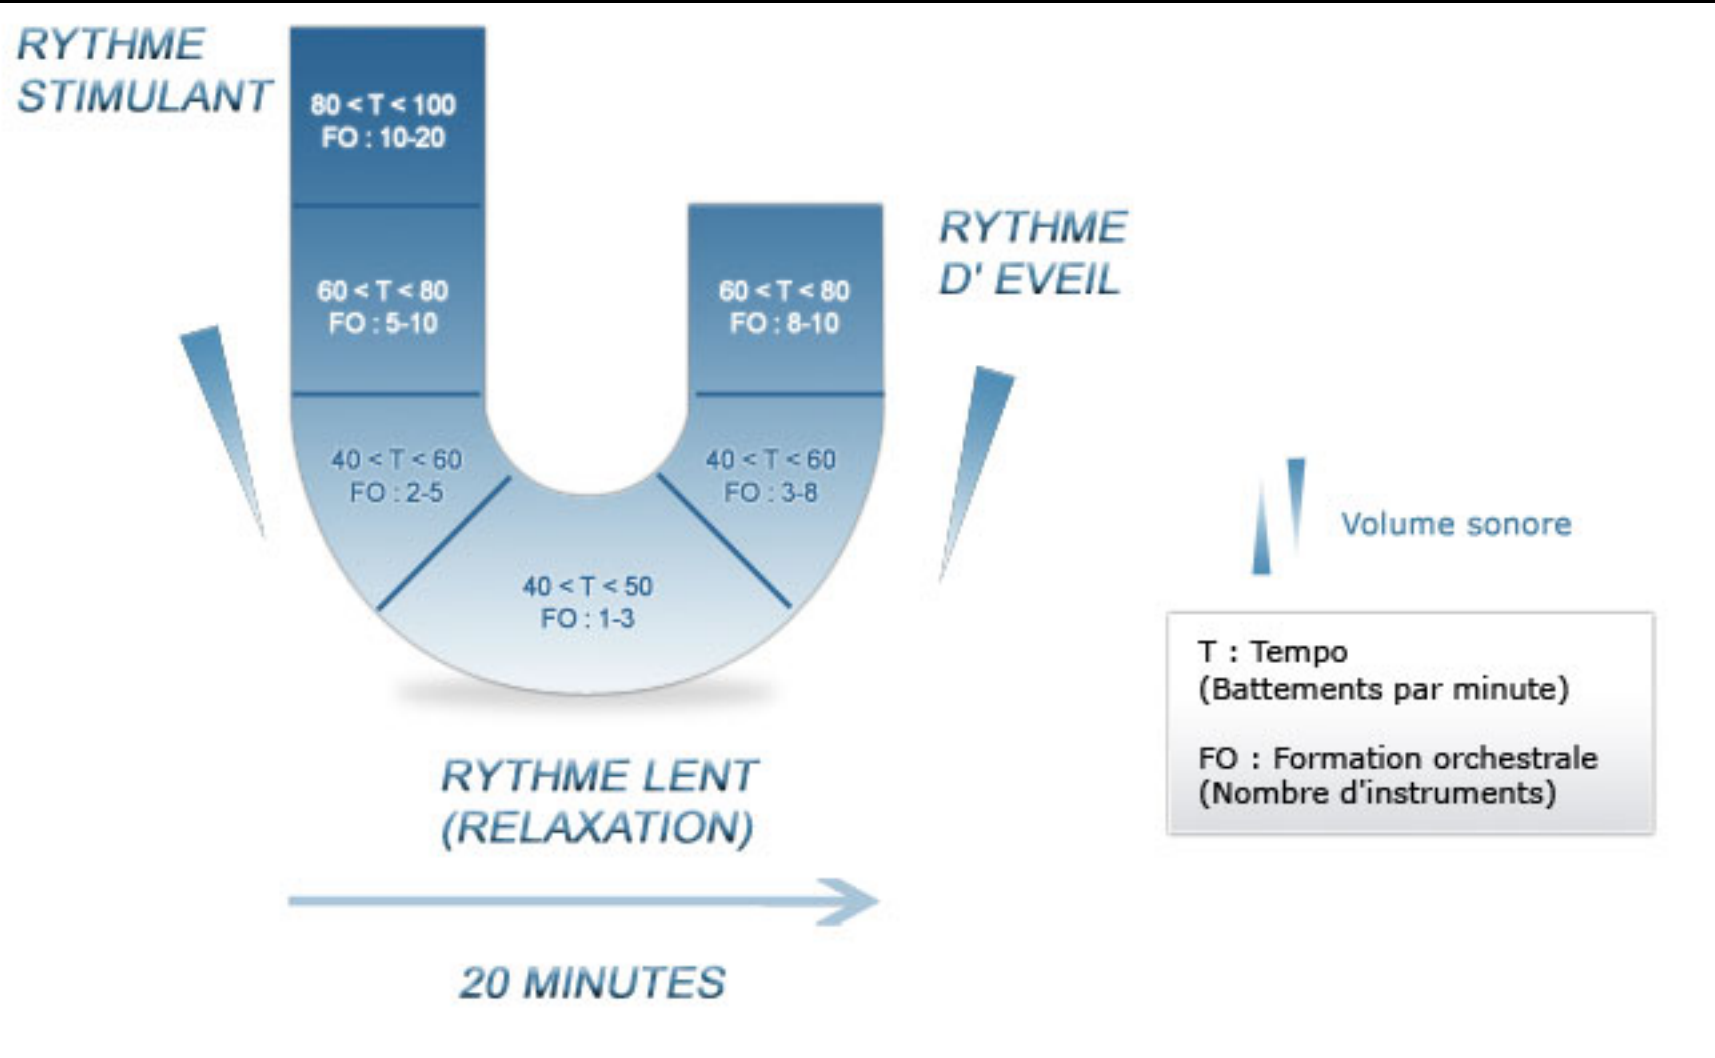 RYTHME
STIMULANT
80 < T < 100
FO : 10-20
60 < T < 80
FO : 5-10
40 < T < 60
FO : 2-5
40 < T < 50
FO : 1-3
40 < T < 60
FO : 3-8
60 < T < 80
FO : 8-10
RYTHME
D' EVEIL
RYTHME LENT
(RELAXATION)
20 MINUTES
Volume sonore
T : Tempo
(Battements par minute)
FO : Formation orchestrale
(Nombre d'instruments)